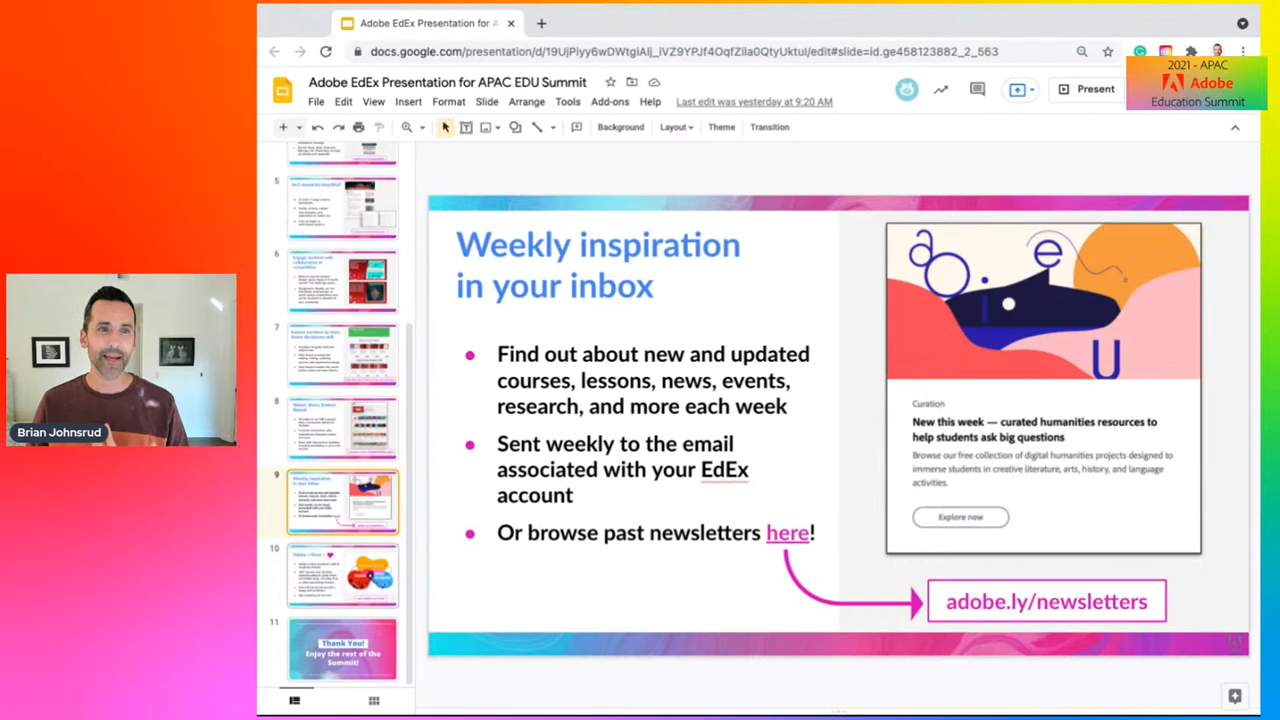 Adobe EdEx Presentation for A
docs.google.com/presentation/d/19UjPiyy6wDWtgiAlj_iVZ9YPJf4OqfZila0QtyUktuI/edit#slide=id.ge458123882_2_563
Adobe EdEx Presentation for APAC EDU Summit
File Edit View Insert Format Slide Arrange Tools Add-ons Help Last edit was yesterday at 9:20 AM
Present
2021 - APAC
Adobe
Education Summit
Background Layout Theme Transition
5
6
7
8
9
Weekly inspiration
in your inbox
10
11
Thank You!
Enjoy the rest of the
Summit!
Brian Johnsrud
Weekly inspiration
in your inbox
Find out about new and updated
courses, lessons, news, events,
research, and more each week
Sent weekly to the email
associated with your EdEx
account
Or browse past newsletters here!
a d o . i e U
Curation
New this week — curated humanities resources to
help students ask big questions
Browse our free collection of digital humanities projects designed to
immerse students in creative literature, arts, history, and language
activities.
Explore now
adobe.ly/newsletters